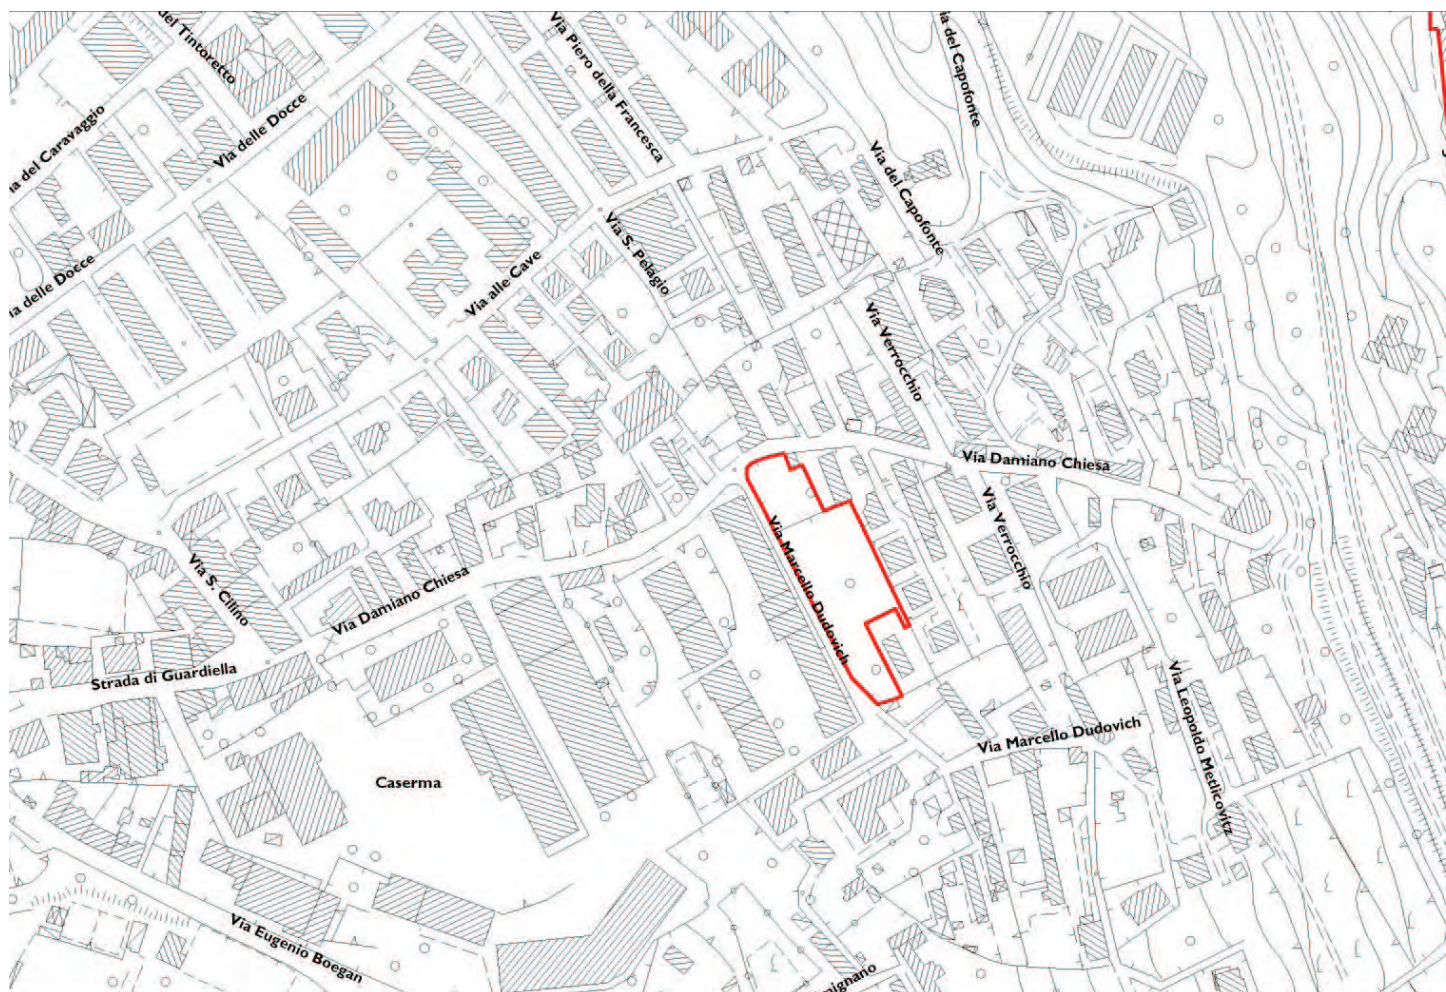 del Tintoretto
Via Piero della Francesca
Via del Capofonte
del Caravaggio
Via delle Docce
Via del Capofonte
Via delle Docce
Via S. Pelagio
Via alle Cave
Via Verrocchio
Via Damiano Chiesa
Via Verrocchio
Via Marcello Dudovich
Via S. Cilino
Via Damiano Chiesa
Strada di Guardiella
Via Leopoldo Metlicovitz
Via Marcello Dudovich
Caserma
Via Eugenio Boegan